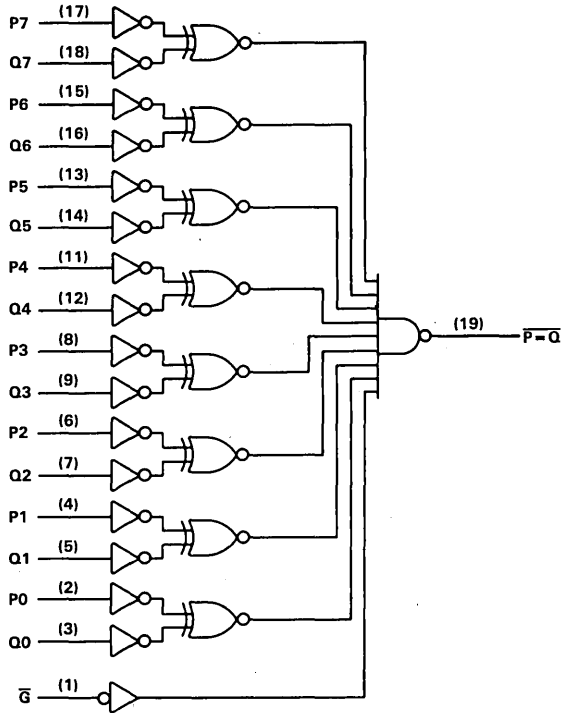 P7 (17)
Q7 (18)
P6 (15)
Q6 (16)
P5 (13)
Q5 (14)
P4 (11)
Q4 (12)
P3 (8)
Q3 (9)
P2 (6)
Q2 (7)
P1 (4)
Q1 (5)
P0 (2)
Q0 (3)
G̅ (1)
(19) P̅=̅Q̅